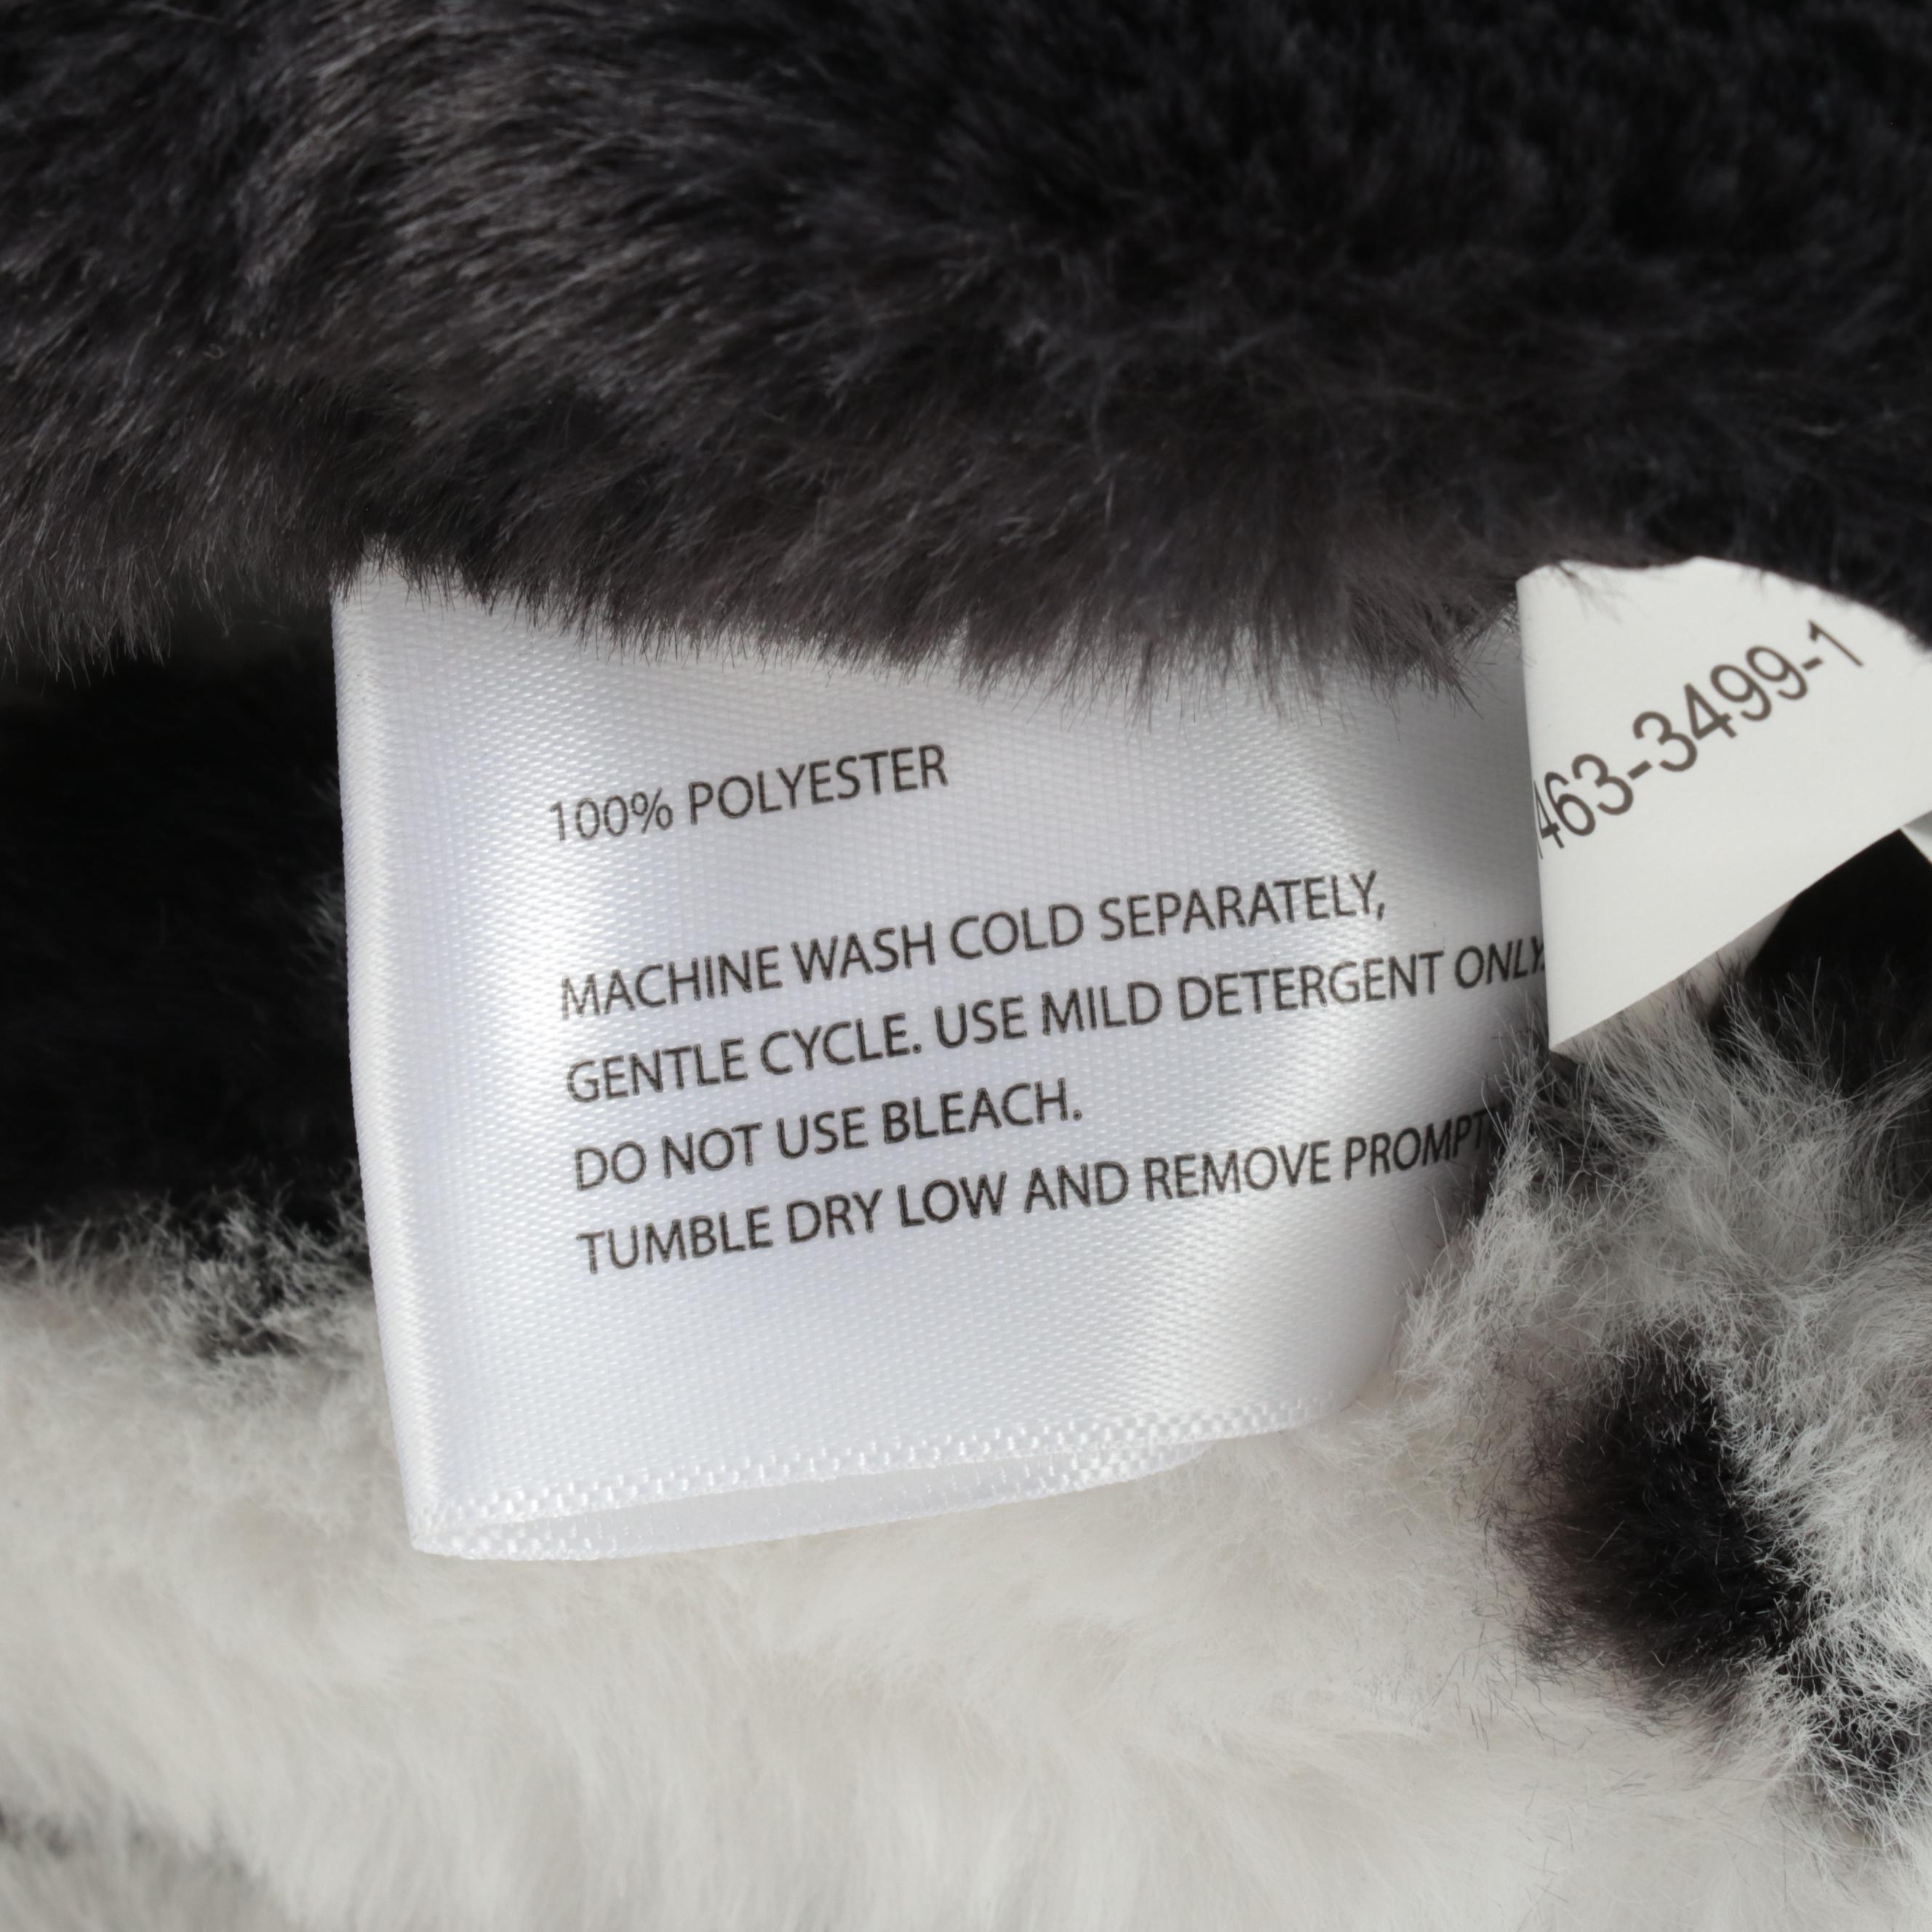 100% POLYESTER
MACHINE WASH COLD SEPARATELY,
GENTLE CYCLE. USE MILD DETERGENT ONLY.
DO NOT USE BLEACH.
TUMBLE DRY LOW AND REMOVE
463-3499-1